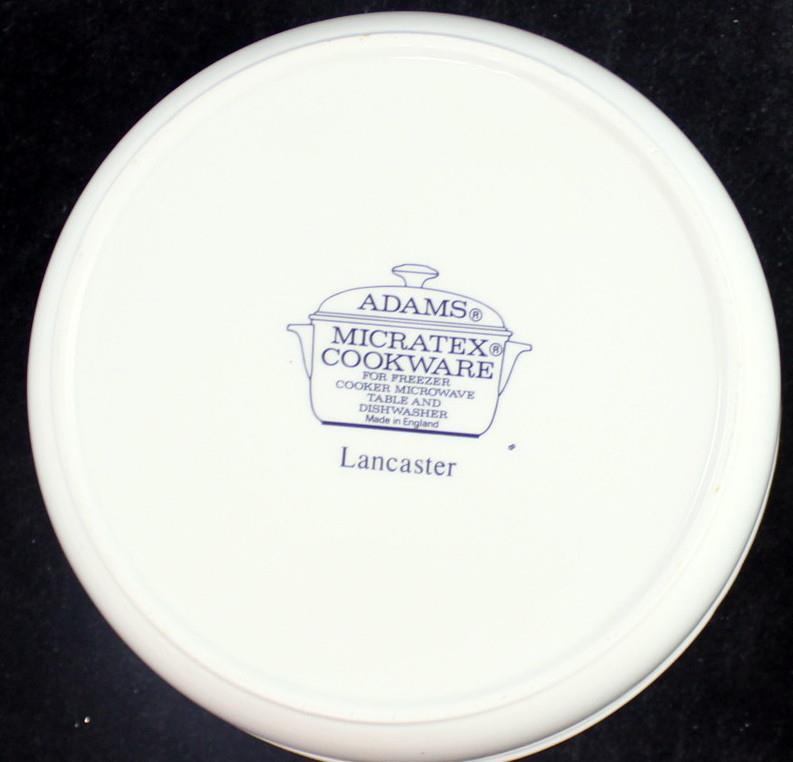 ADAMS®
MICRATEX®
COOKWARE
FOR FREEZER
COOKER MICROWAVE
TABLE AND
DISHWASHER
Made in England
Lancaster